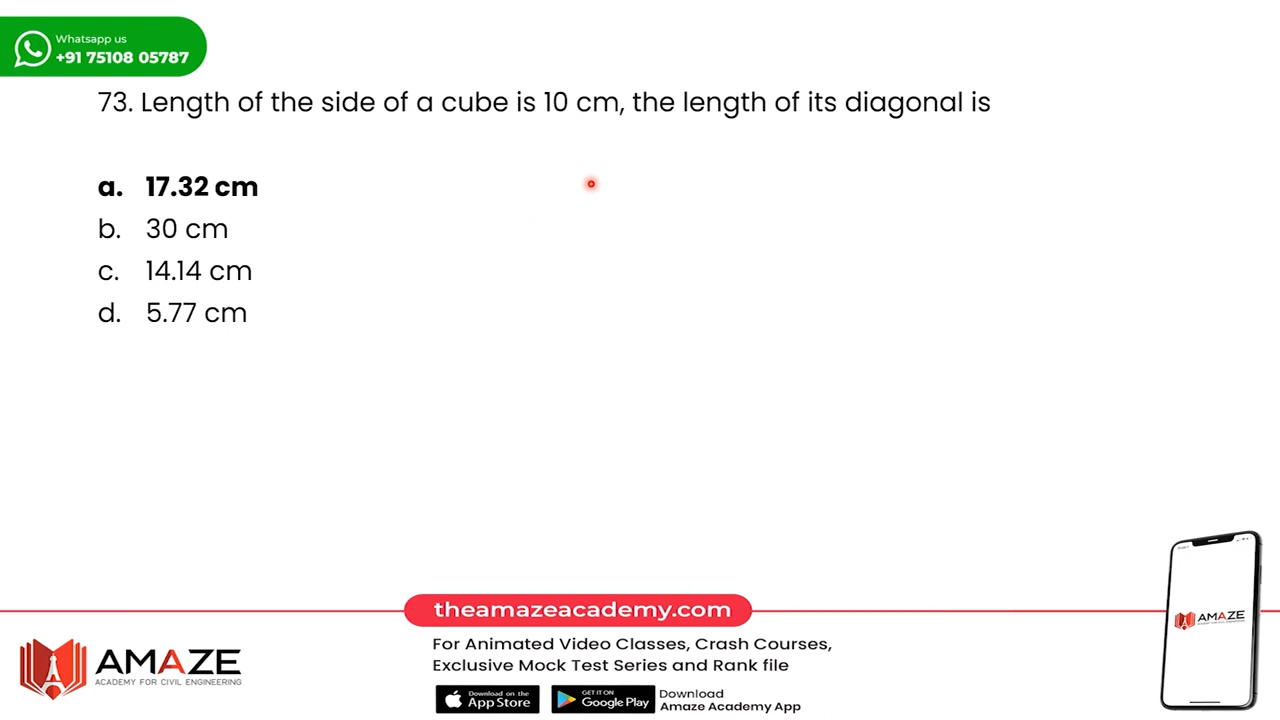 Whatsapp us
+91 75108 05787
73. Length of the side of a cube is 10 cm, the length of its diagonal is
a. 17.32 cm
b. 30 cm
c. 14.14 cm
d. 5.77 cm
theamazeacademy.com
For Animated Video Classes, Crash Courses,
Exclusive Mock Test Series and Rank file
AMAZE
ACADEMY FOR CIVIL ENGINEERING
Download on the
App Store
GET IT ON
Google Play
Download
Amaze Academy App
AMAZE